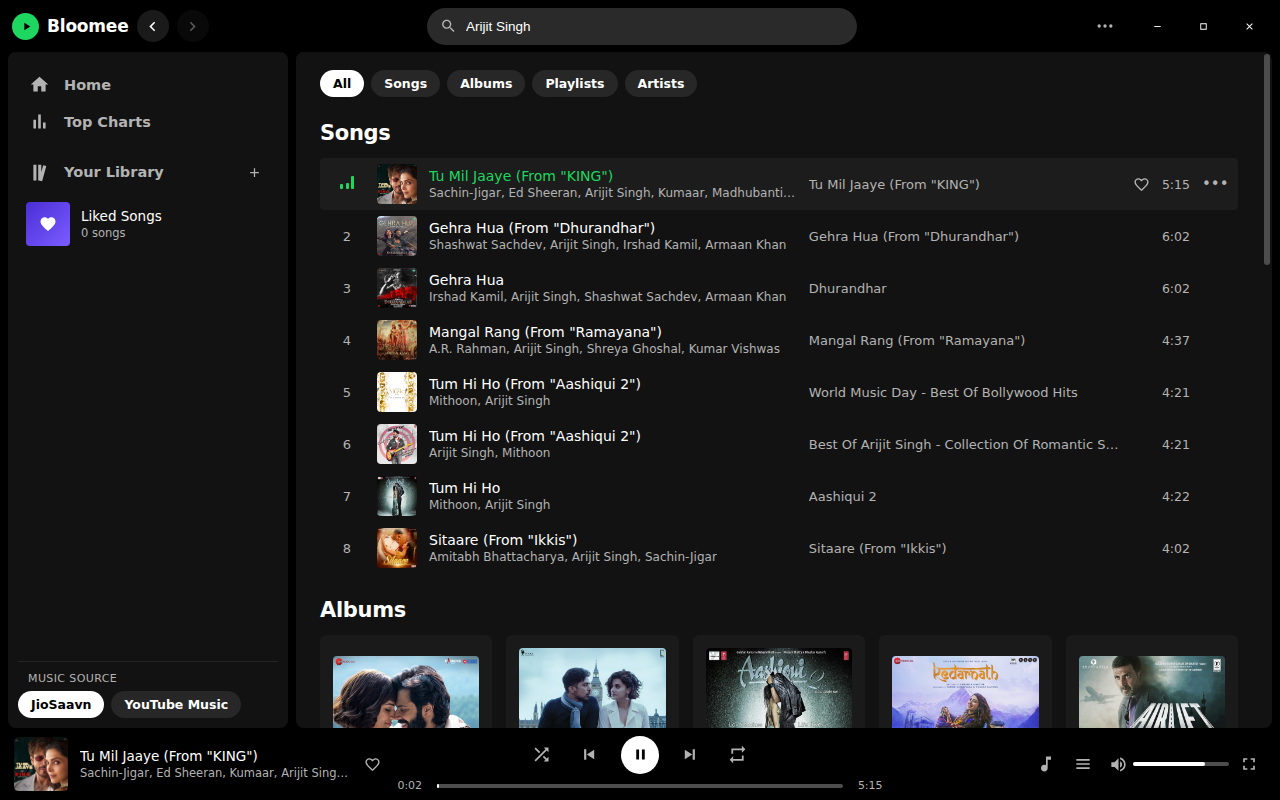 Bloomee
Arijit Singh
Home
Top Charts
Your Library
Liked Songs
0 songs
MUSIC SOURCE
JioSaavn
YouTube Music
All
Songs
Albums
Playlists
Artists
Songs
Tu Mil Jaaye (From "KING")
Sachin-Jigar, Ed Sheeran, Arijit Singh, Kumaar, Madhubanti...
Tu Mil Jaaye (From "KING")
5:15
2
Gehra Hua (From "Dhurandhar")
Shashwat Sachdev, Arijit Singh, Irshad Kamil, Armaan Khan
Gehra Hua (From "Dhurandhar")
6:02
3
Gehra Hua
Irshad Kamil, Arijit Singh, Shashwat Sachdev, Armaan Khan
Dhurandhar
6:02
4
Mangal Rang (From "Ramayana")
A.R. Rahman, Arijit Singh, Shreya Ghoshal, Kumar Vishwas
Mangal Rang (From "Ramayana")
4:37
5
Tum Hi Ho (From "Aashiqui 2")
Mithoon, Arijit Singh
World Music Day - Best Of Bollywood Hits
4:21
6
Tum Hi Ho (From "Aashiqui 2")
Arijit Singh, Mithoon
Best Of Arijit Singh - Collection Of Romantic S...
4:21
7
Tum Hi Ho
Mithoon, Arijit Singh
Aashiqui 2
4:22
8
Sitaare (From "Ikkis")
Amitabh Bhattacharya, Arijit Singh, Sachin-Jigar
Sitaare (From "Ikkis")
4:02
Albums
Aashiqui
kedarnath
AIRLIFT
Tu Mil Jaaye (From "KING")
Sachin-Jigar, Ed Sheeran, Kumaar, Arijit Sing...
0:02
5:15